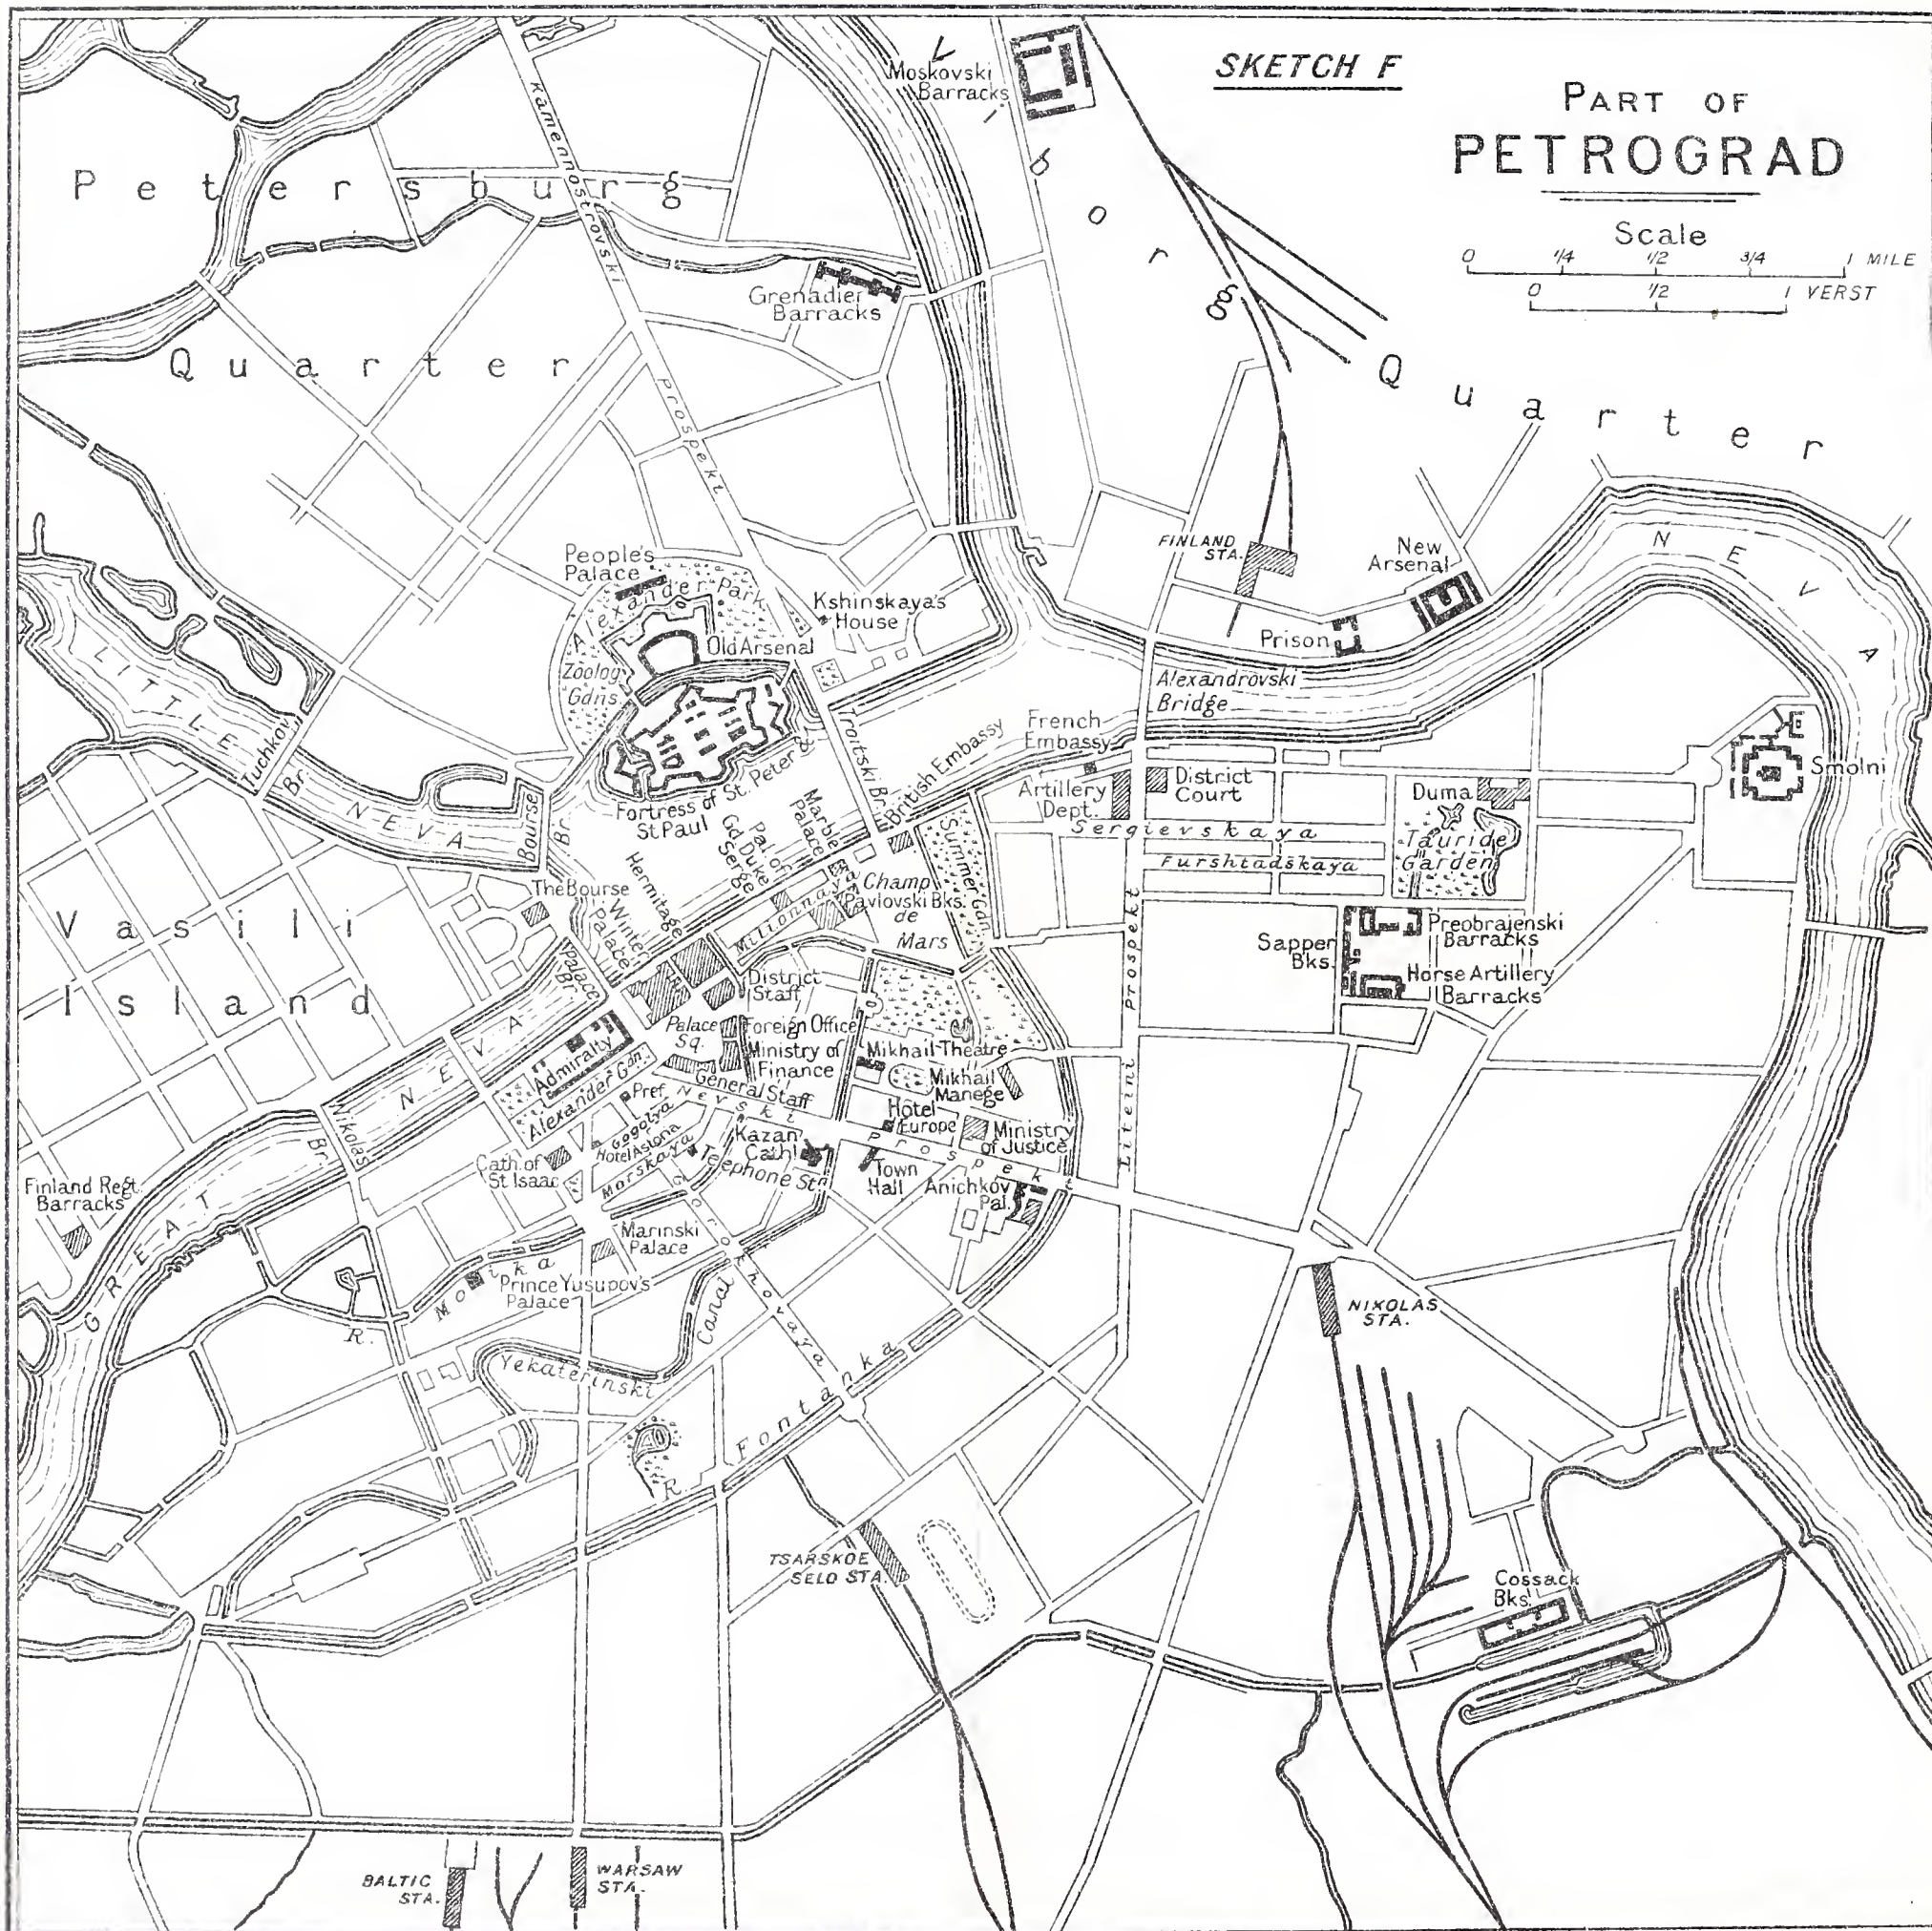 SKETCH F
PART OF
PETROGRAD
Scale
0 1/4 1/2 3/4 1 MILE
0 1/2 1 VERST
Moskovski
Barracks
Viborg
Quarter
Petersburg
Quarter
Kamennostrovski
Prospekt
Grenadier
Barracks
FINLAND
STA.
New
Arsenal
Prison
NEVA
Alexandrovski
Bridge
People's
Palace
Alexander Park
Kshinskaya's
House
Old Arsenal
Zoolog
Gdns
Fortress of St. Peter &
St Paul
Troitski Br.
British Embassy
French
Embassy
Artillery
Dept.
District
Court
Sergievskaya
Furshtadskaya
Duma
Tauride
Garden
Smolni
LITTLE
NEVA
Tuchkov
Br.
Bourse
Br.
The Bourse
Vasili
Island
Winter
Palace
Hermitage
Gd Duke
Serge
Pal. of
Marble
Palace
Millionnaya
Summer Gdn.
Champ
de
Mars
Pavlovski Bks.
Palace
Br.
District
Staff
Palace
Sq.
Foreign Office
Ministry of
Finance
General Staff
Mikhail Theatre
Mikhail
Manege
Hotel
Europe
Ministry
of Justice
Liteini Prospekt
Sapper
Bks.
Preobrajenski
Barracks
Horse Artillery
Barracks
Admiralty
Alexander Gdn.
Pref.
Nevski
Prospekt
Gogolya
Hotel Astoria
Morskaya
Telephone Stn
Kazan
Cath.
Town
Hall
Anichkov
Pal.
Cath. of
St Isaac
NEVA
Nikolas
Br.
GREAT
Finland Regt.
Barracks
Marinski
Palace
Gorokhovaya
R. Moika
Prince Yusupov's
Palace
Yekaterinski
Canal
R. Fontanka
NIKOLAS
STA.
TSARSKOE
SELO STA.
Cossack
Bks.
BALTIC
STA.
WARSAW
STA.